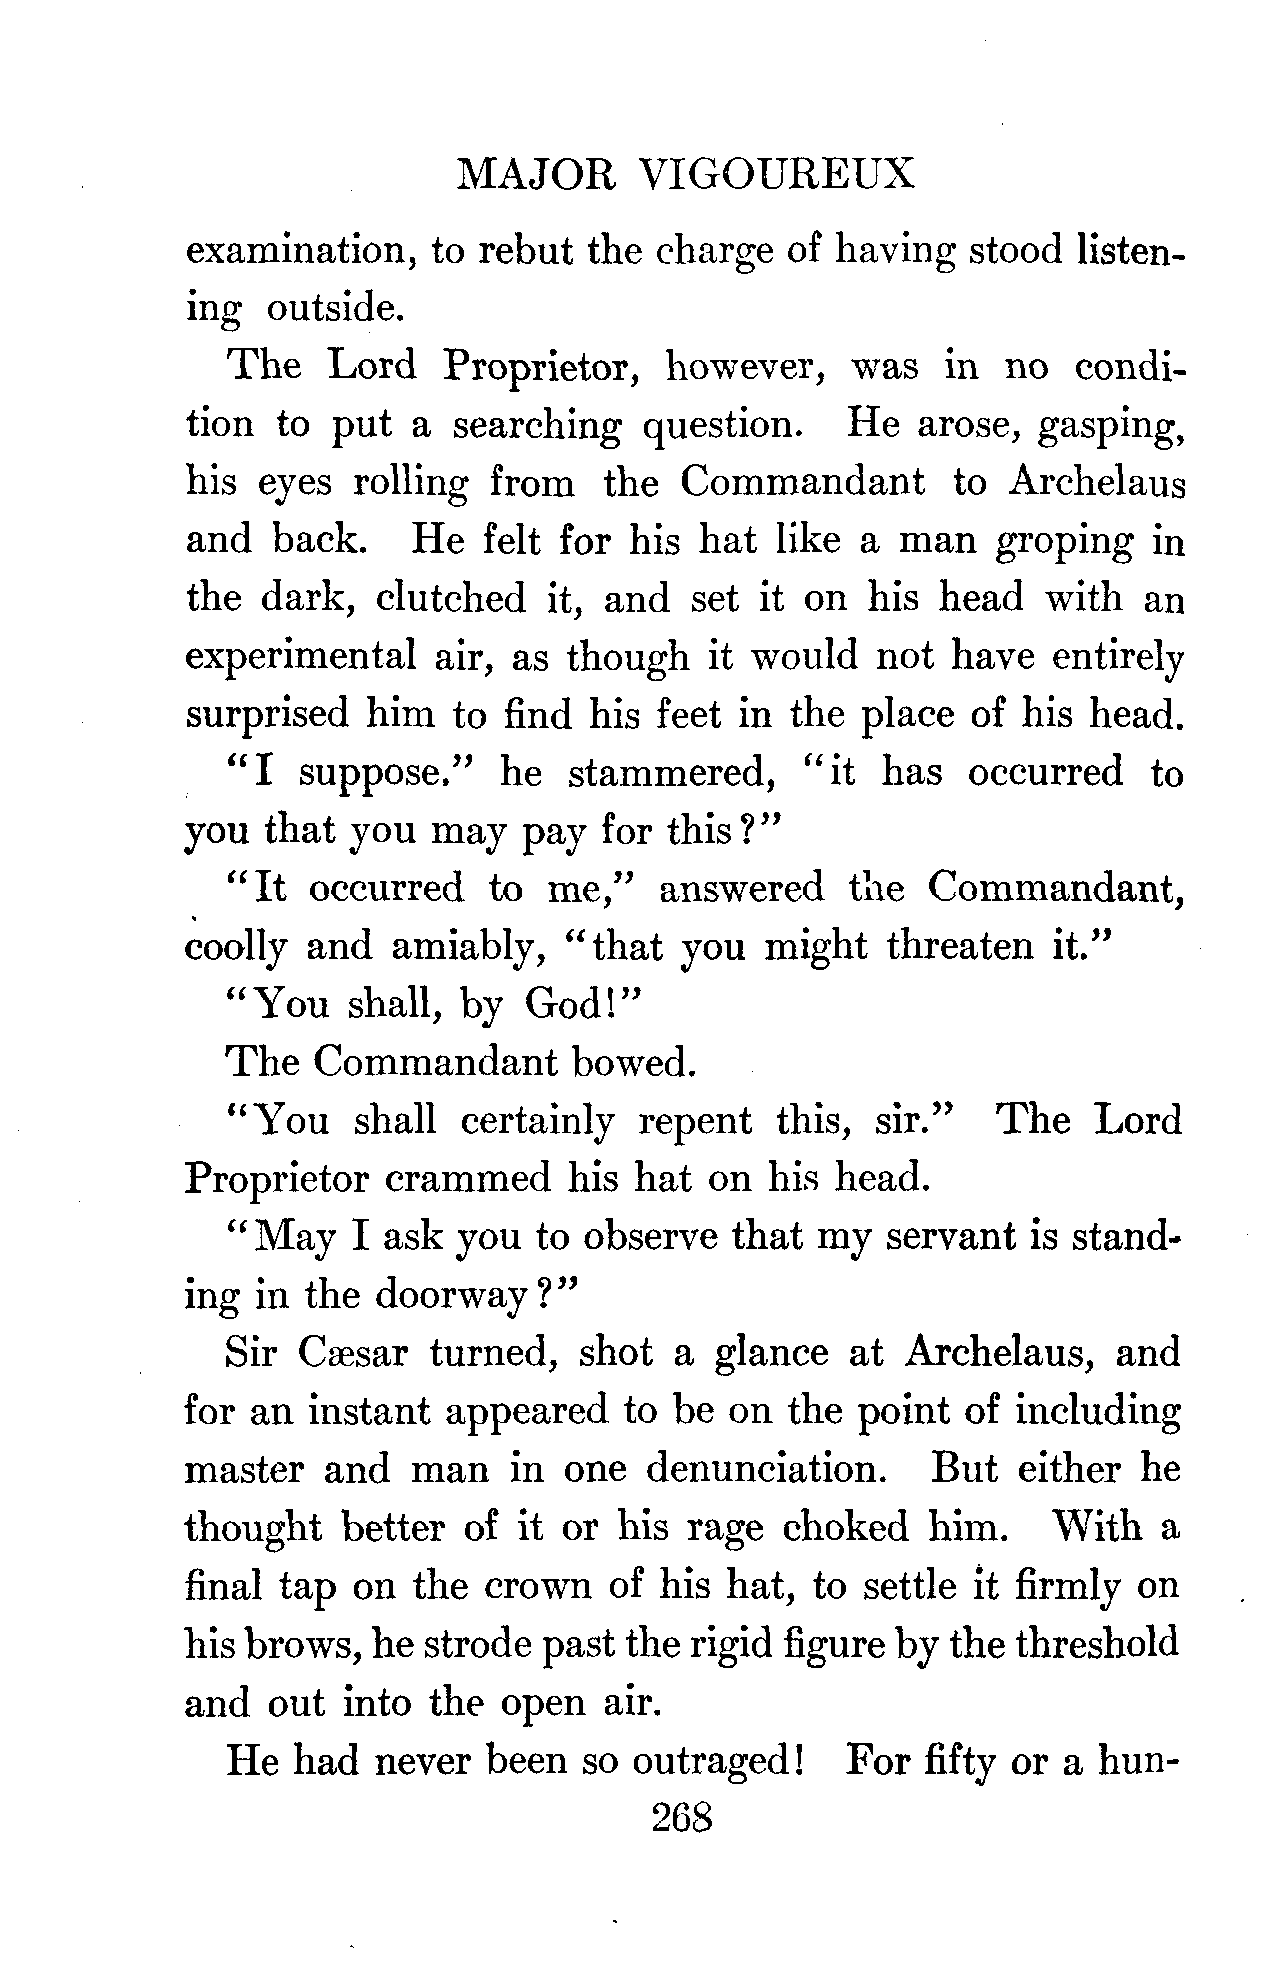 MAJOR VIGOUREUX
examination, to rebut the charge of having stood listen-
ing outside.
The Lord Proprietor, however, was in no condi-
tion to put a searching question. He arose, gasping,
his eyes rolling from the Commandant to Archelaus
and back. He felt for his hat like a man groping in
the dark, clutched it, and set it on his head with an
experimental air, as though it would not have entirely
surprised him to find his feet in the place of his head.
"I suppose." he stammered, "it has occurred to
you that you may pay for this?"
"It occurred to me," answered the Commandant,
coolly and amiably, "that you might threaten it."
"You shall, by God!"
The Commandant bowed.
"You shall certainly repent this, sir." The Lord
Proprietor crammed his hat on his head.
"May I ask you to observe that my servant is stand-
ing in the doorway?"
Sir Cæsar turned, shot a glance at Archelaus, and
for an instant appeared to be on the point of including
master and man in one denunciation. But either he
thought better of it or his rage choked him. With a
final tap on the crown of his hat, to settle it firmly on
his brows, he strode past the rigid figure by the threshold
and out into the open air.
He had never been so outraged! For fifty or a hun-
268